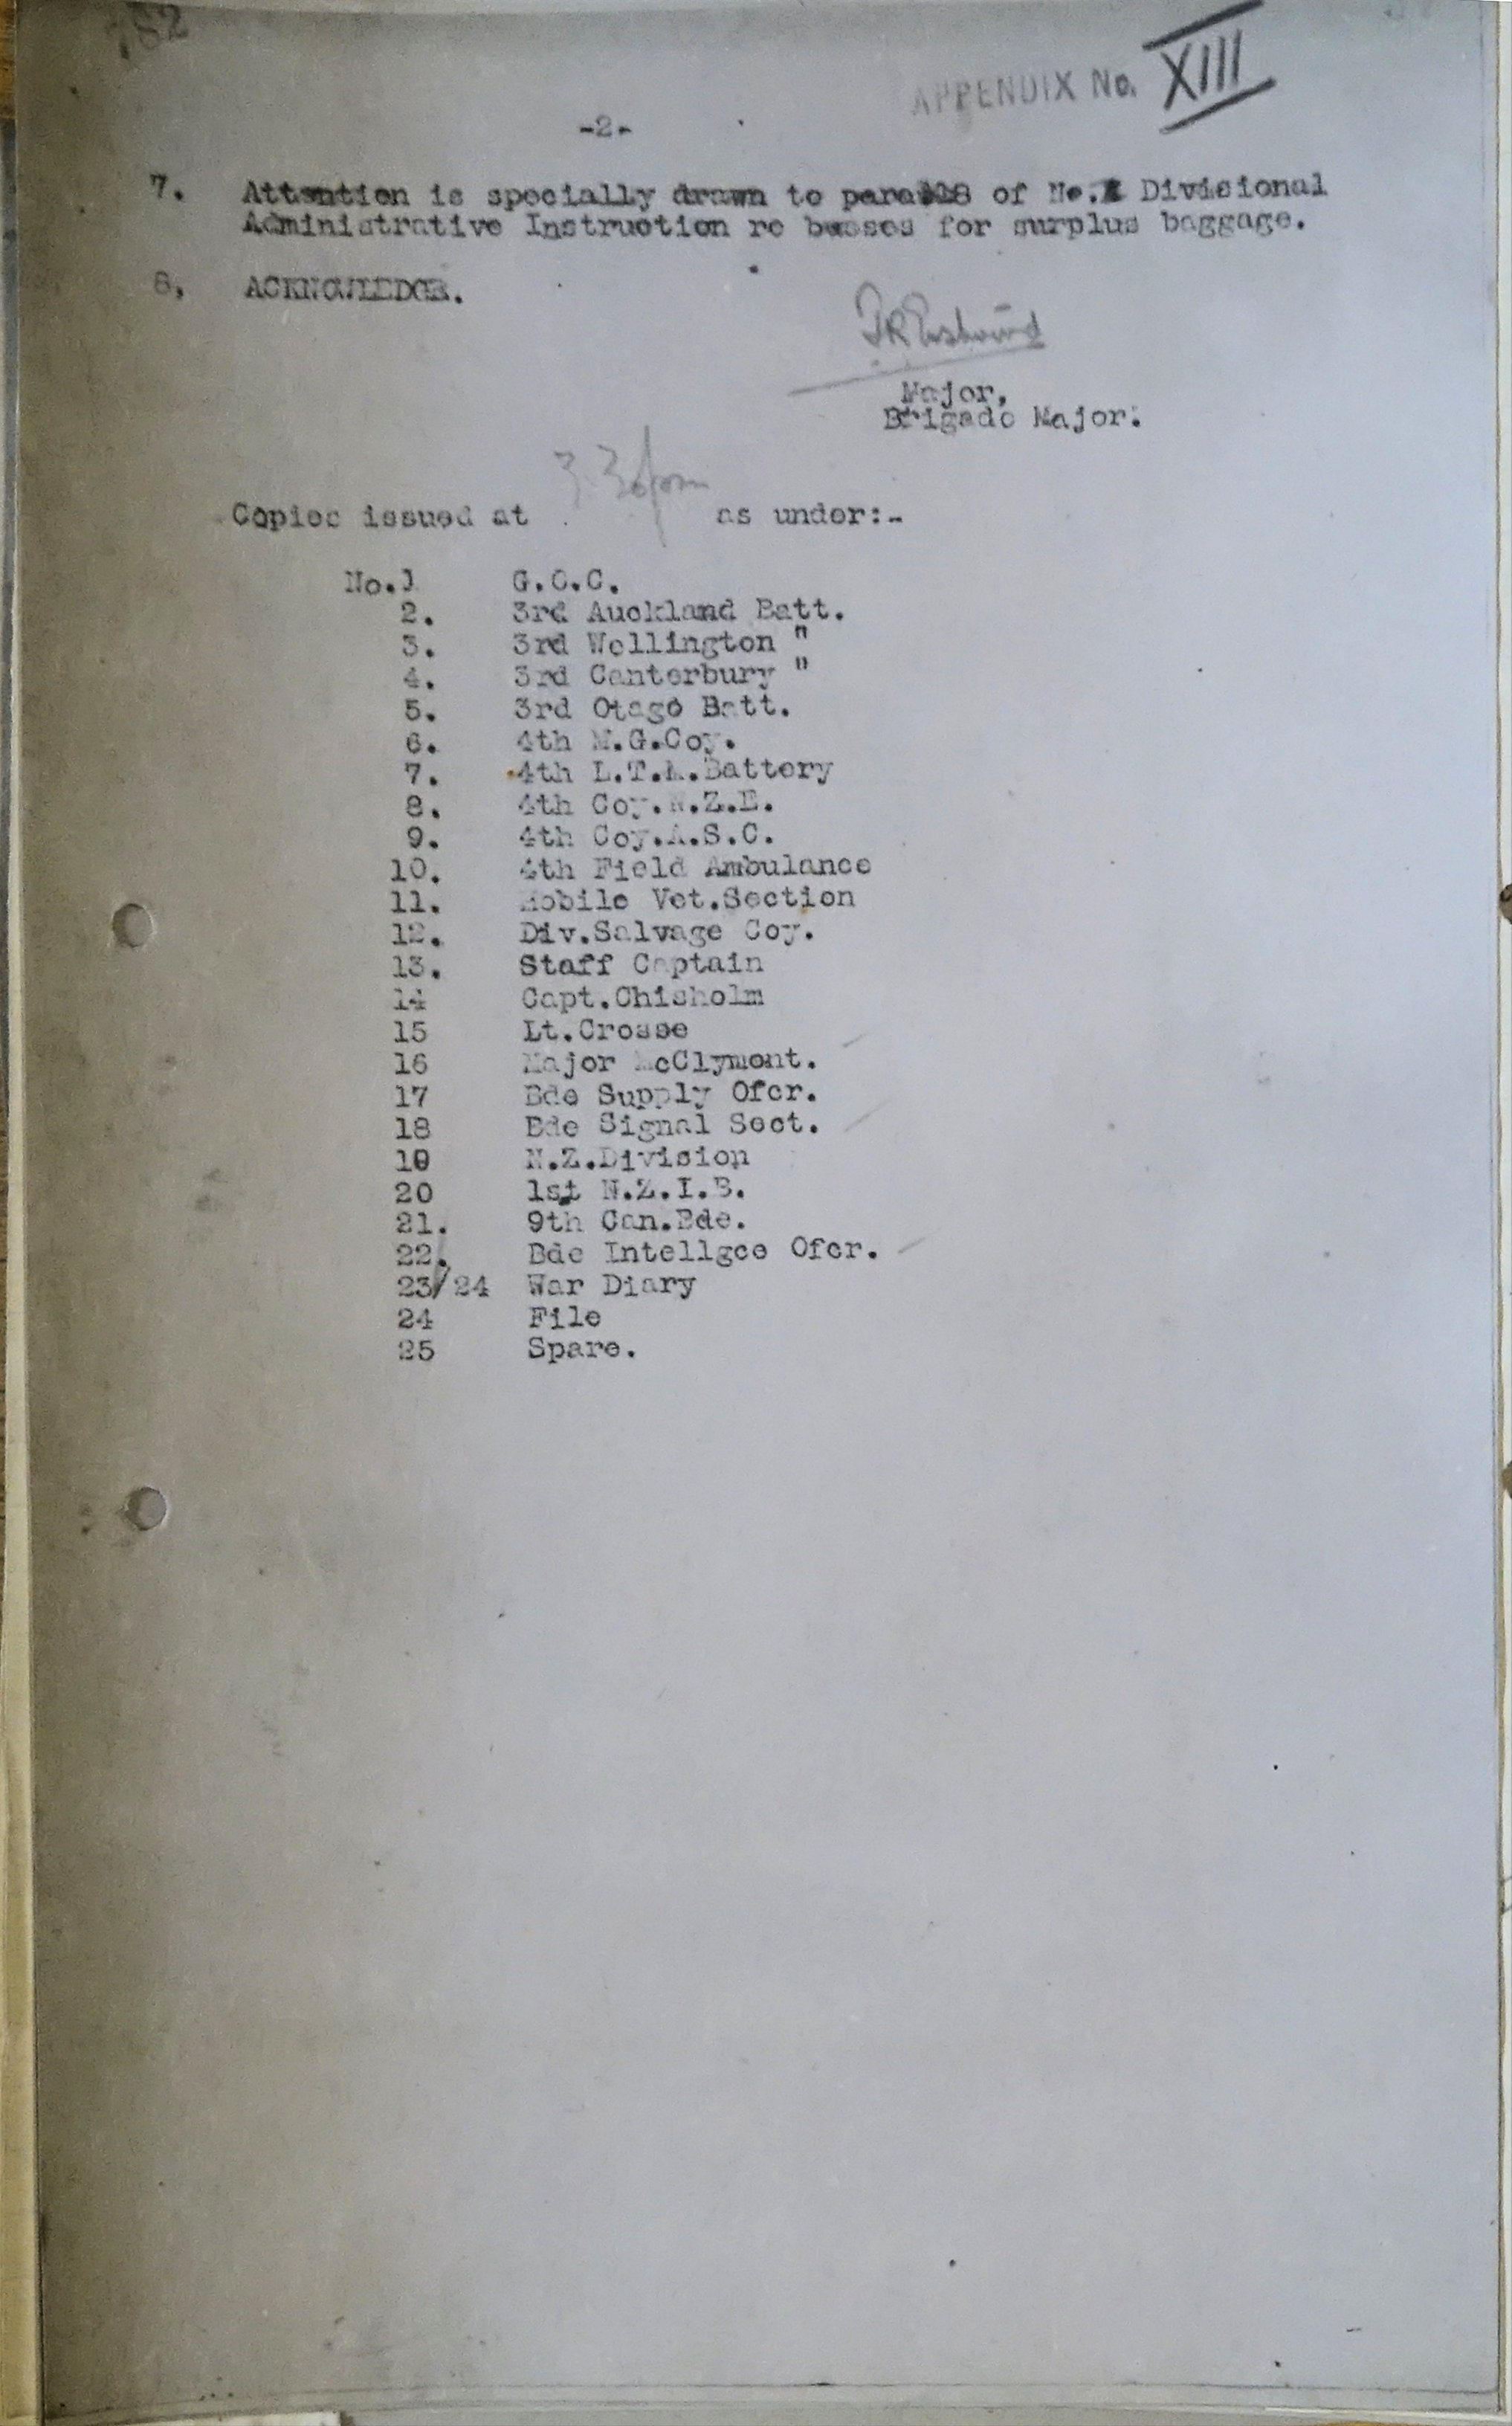 782
APPENDIX No. XIII
-2-
7. Attention is specially drawn to para 18 of No. Divisional
Administrative Instruction re busses for surplus baggage.
8, ACKNOWLEDGE.
Major,
Brigade Major.
Copies issued at 3.30pm as under:-
No.1 G.O.C.
2. 3rd Auckland Batt.
3. 3rd Wellington "
4. 3rd Canterbury "
5. 3rd Otago Batt.
6. 4th M.G.Coy.
7. 4th L.T.M.Battery
8. 4th Coy.N.Z.E.
9. 4th Coy.A.S.C.
10. 4th Field Ambulance
11. Mobile Vet.Section
12. Div.Salvage Coy.
13. Staff Captain
14 Capt.Chisholm
15 Lt.Crosse
16 Major McClymont.
17 Bde Supply Ofcr.
18 Bde Signal Sect.
19 N.Z.Division
20 1st N.Z.I.B.
21. 9th Can.Bde.
22. Bde Intellgce Ofcr.
23/24 War Diary
24 File
25 Spare.